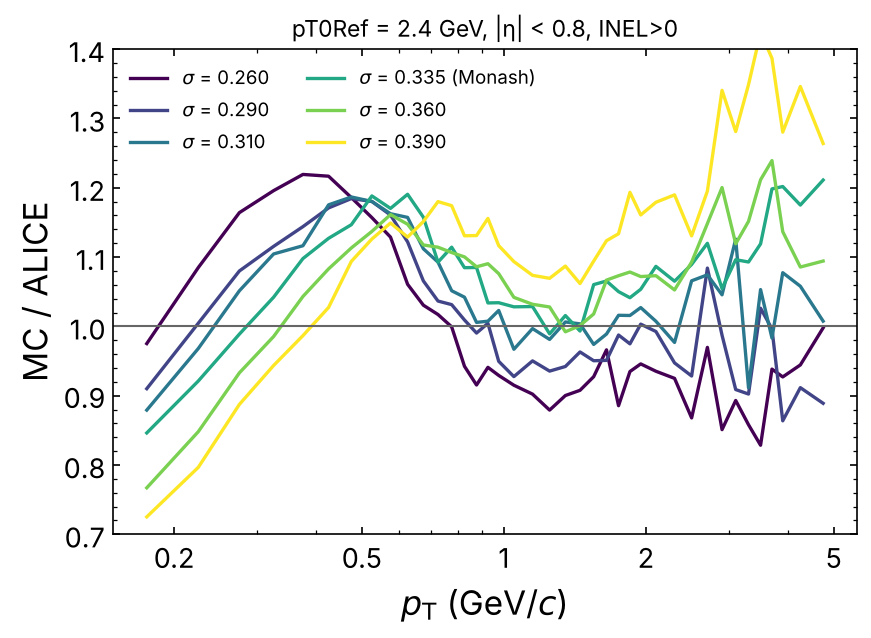 pT0Ref = 2.4 GeV, |η| < 0.8, INEL>0
σ = 0.260
σ = 0.290
σ = 0.310
σ = 0.335 (Monash)
σ = 0.360
σ = 0.390
MC / ALICE
1.4
1.3
1.2
1.1
1.0
0.9
0.8
0.7
0.2
0.5
1
2
5
pT (GeV/c)